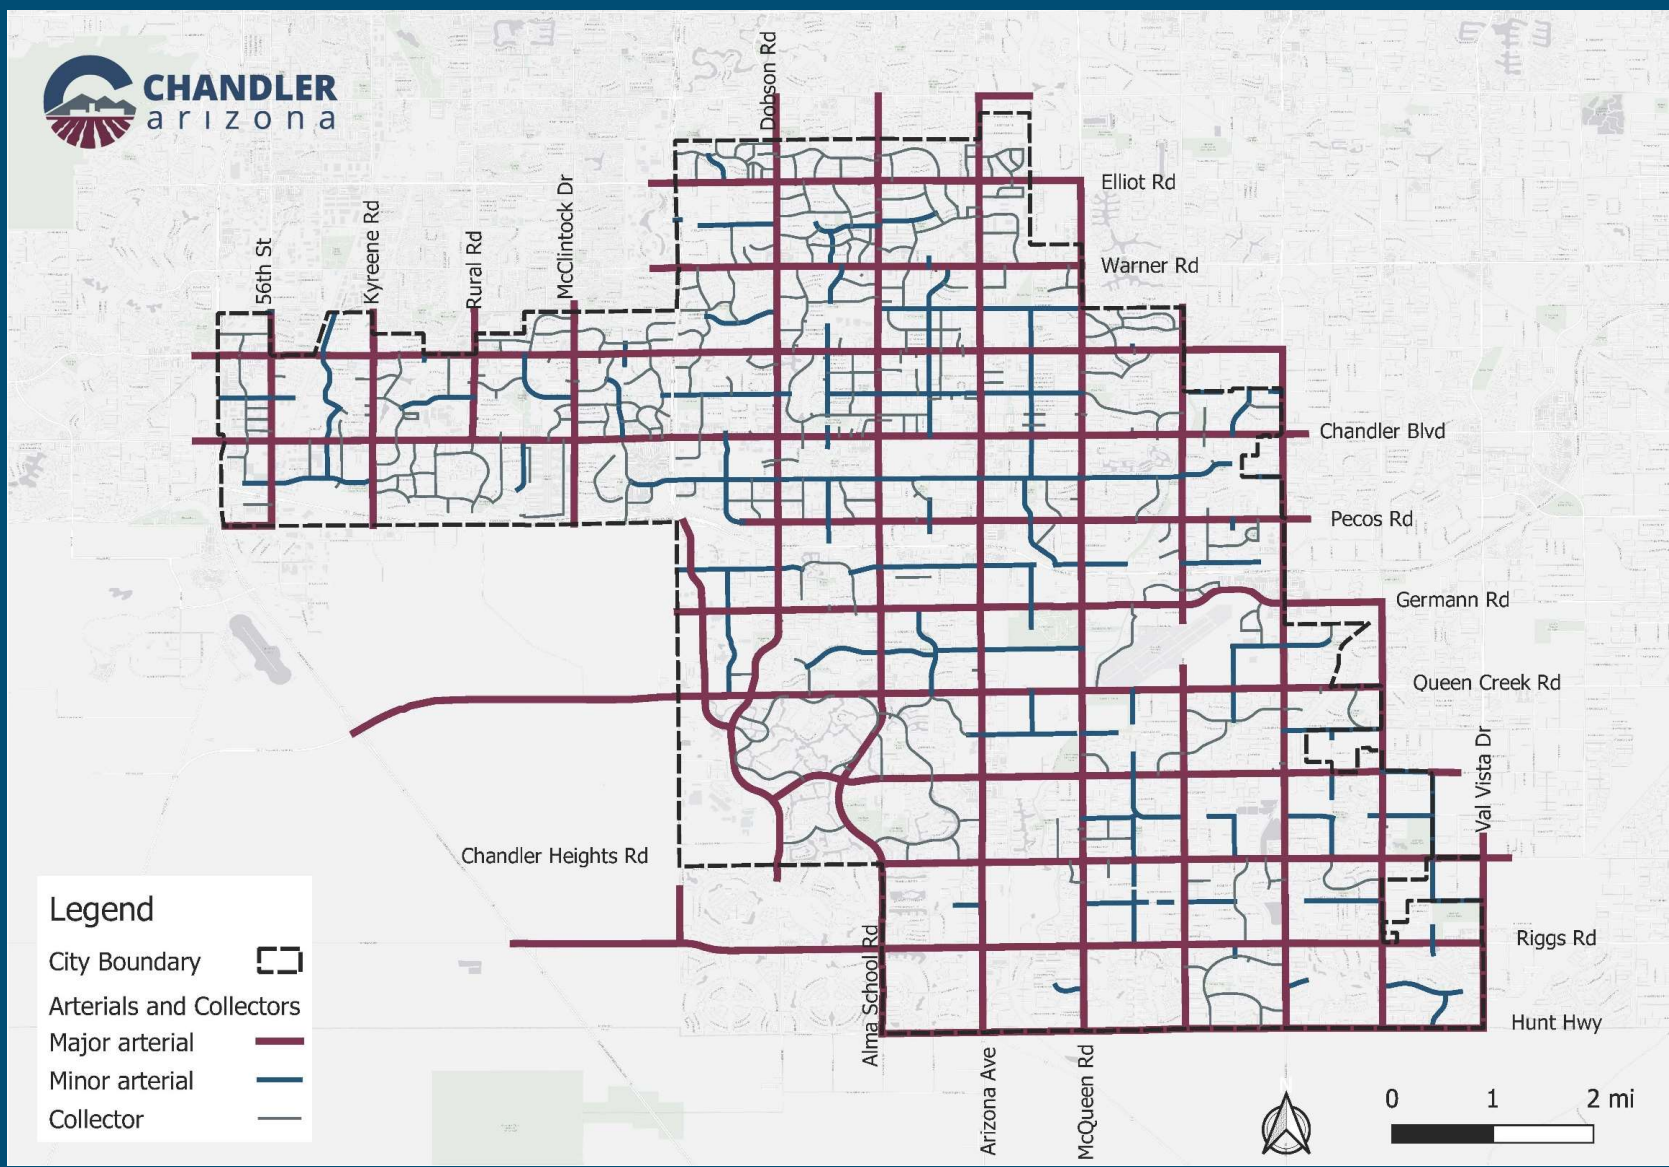 CHANDLER
arizona
Dobson Rd
56th St
Kyreene Rd
Rural Rd
McClintock Dr
Elliot Rd
Warner Rd
Chandler Blvd
Pecos Rd
Germann Rd
Queen Creek Rd
Val Vista Dr
Chandler Heights Rd
Riggs Rd
Hunt Hwy
Alma School Rd
Arizona Ave
McQueen Rd
Legend
City Boundary
Arterials and Collectors
Major arterial
Minor arterial
Collector
N
0 1 2 mi